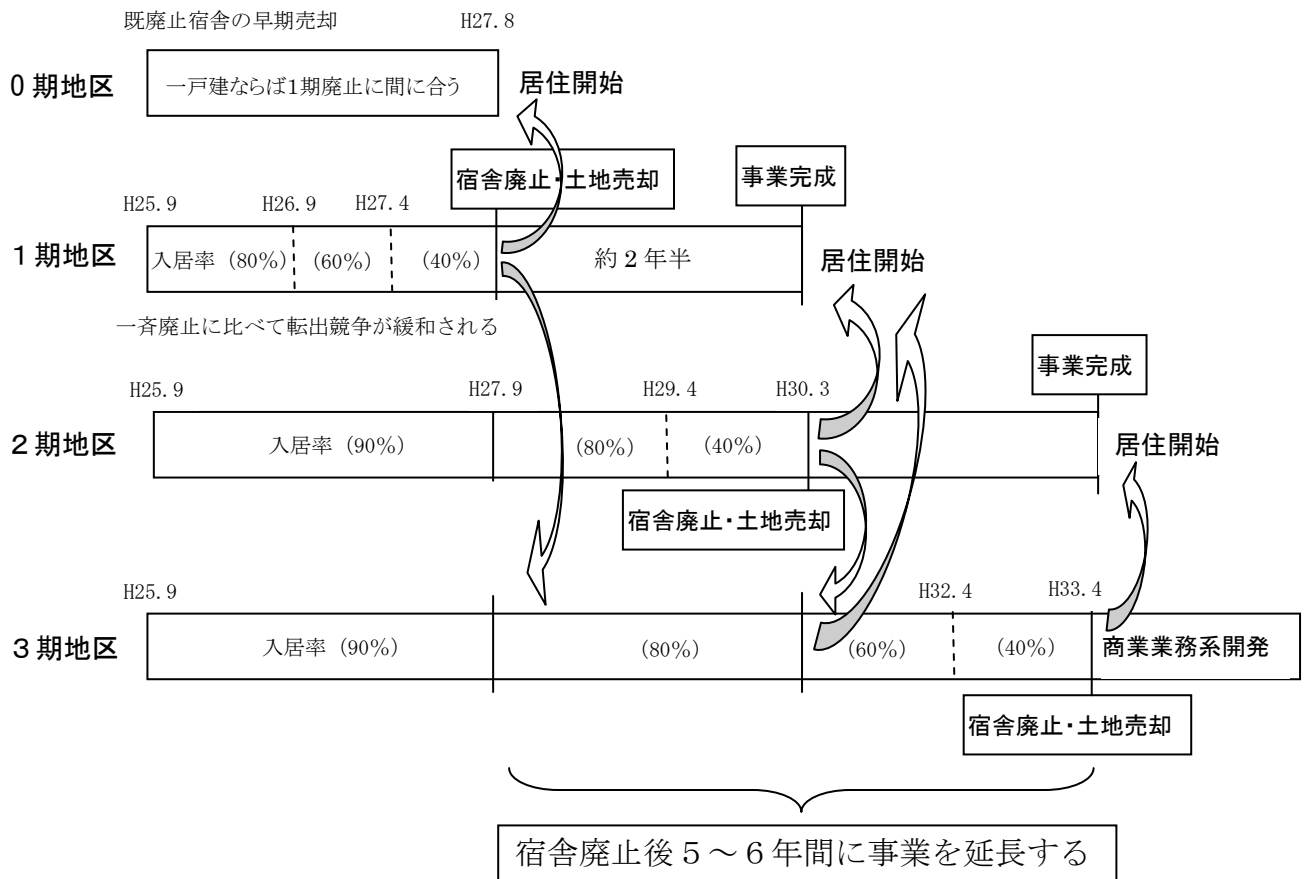 既廃止宿舎の早期売却 H27.8
0期地区 一戸建ならば1期廃止に間に合う 居住開始
宿舎廃止・土地売却 事業完成
H25.9 H26.9 H27.4
1期地区 入居率 (80%) (60%) (40%) 約2年半 居住開始
一斉廃止に比べて転出競争が緩和される
事業完成
H25.9 H27.9 H29.4 H30.3
2期地区 入居率 (90%) (80%) (40%) 居住開始
宿舎廃止・土地売却
H25.9 H32.4 H33.4
3期地区 入居率 (90%) (80%) (60%) (40%) 商業業務系開発
宿舎廃止・土地売却
宿舎廃止後5～6年間に事業を延長する